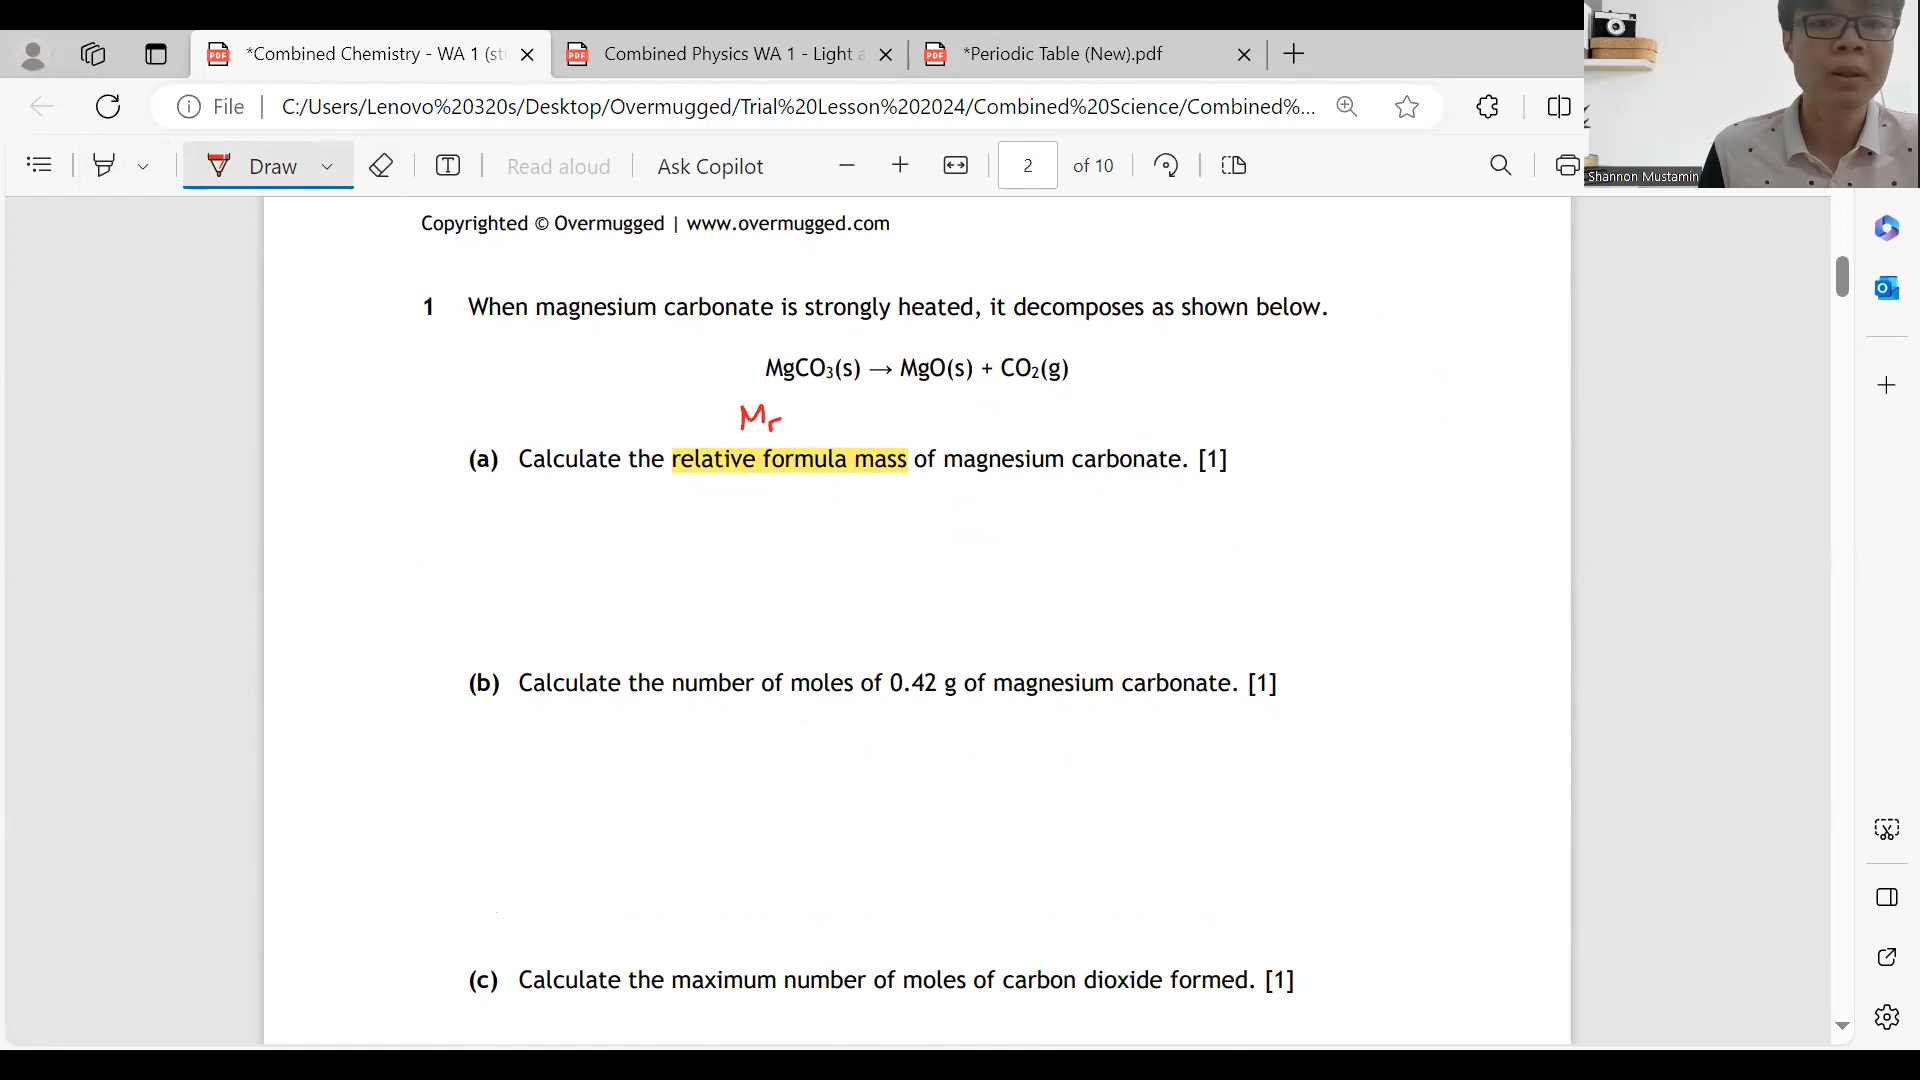 *Combined Chemistry - WA 1 (st
Combined Physics WA 1 - Light a
*Periodic Table (New).pdf
File
C:/Users/Lenovo%20320s/Desktop/Overmugged/Trial%20Lesson%202024/Combined%20Science/Combined%...
Draw
Read aloud
Ask Copilot
2
of 10
Shannon Mustamin
Copyrighted © Overmugged | www.overmugged.com
1 When magnesium carbonate is strongly heated, it decomposes as shown below.
MgCO₃(s) → MgO(s) + CO₂(g)
Mr
(a) Calculate the relative formula mass of magnesium carbonate. [1]
(b) Calculate the number of moles of 0.42 g of magnesium carbonate. [1]
(c) Calculate the maximum number of moles of carbon dioxide formed. [1]